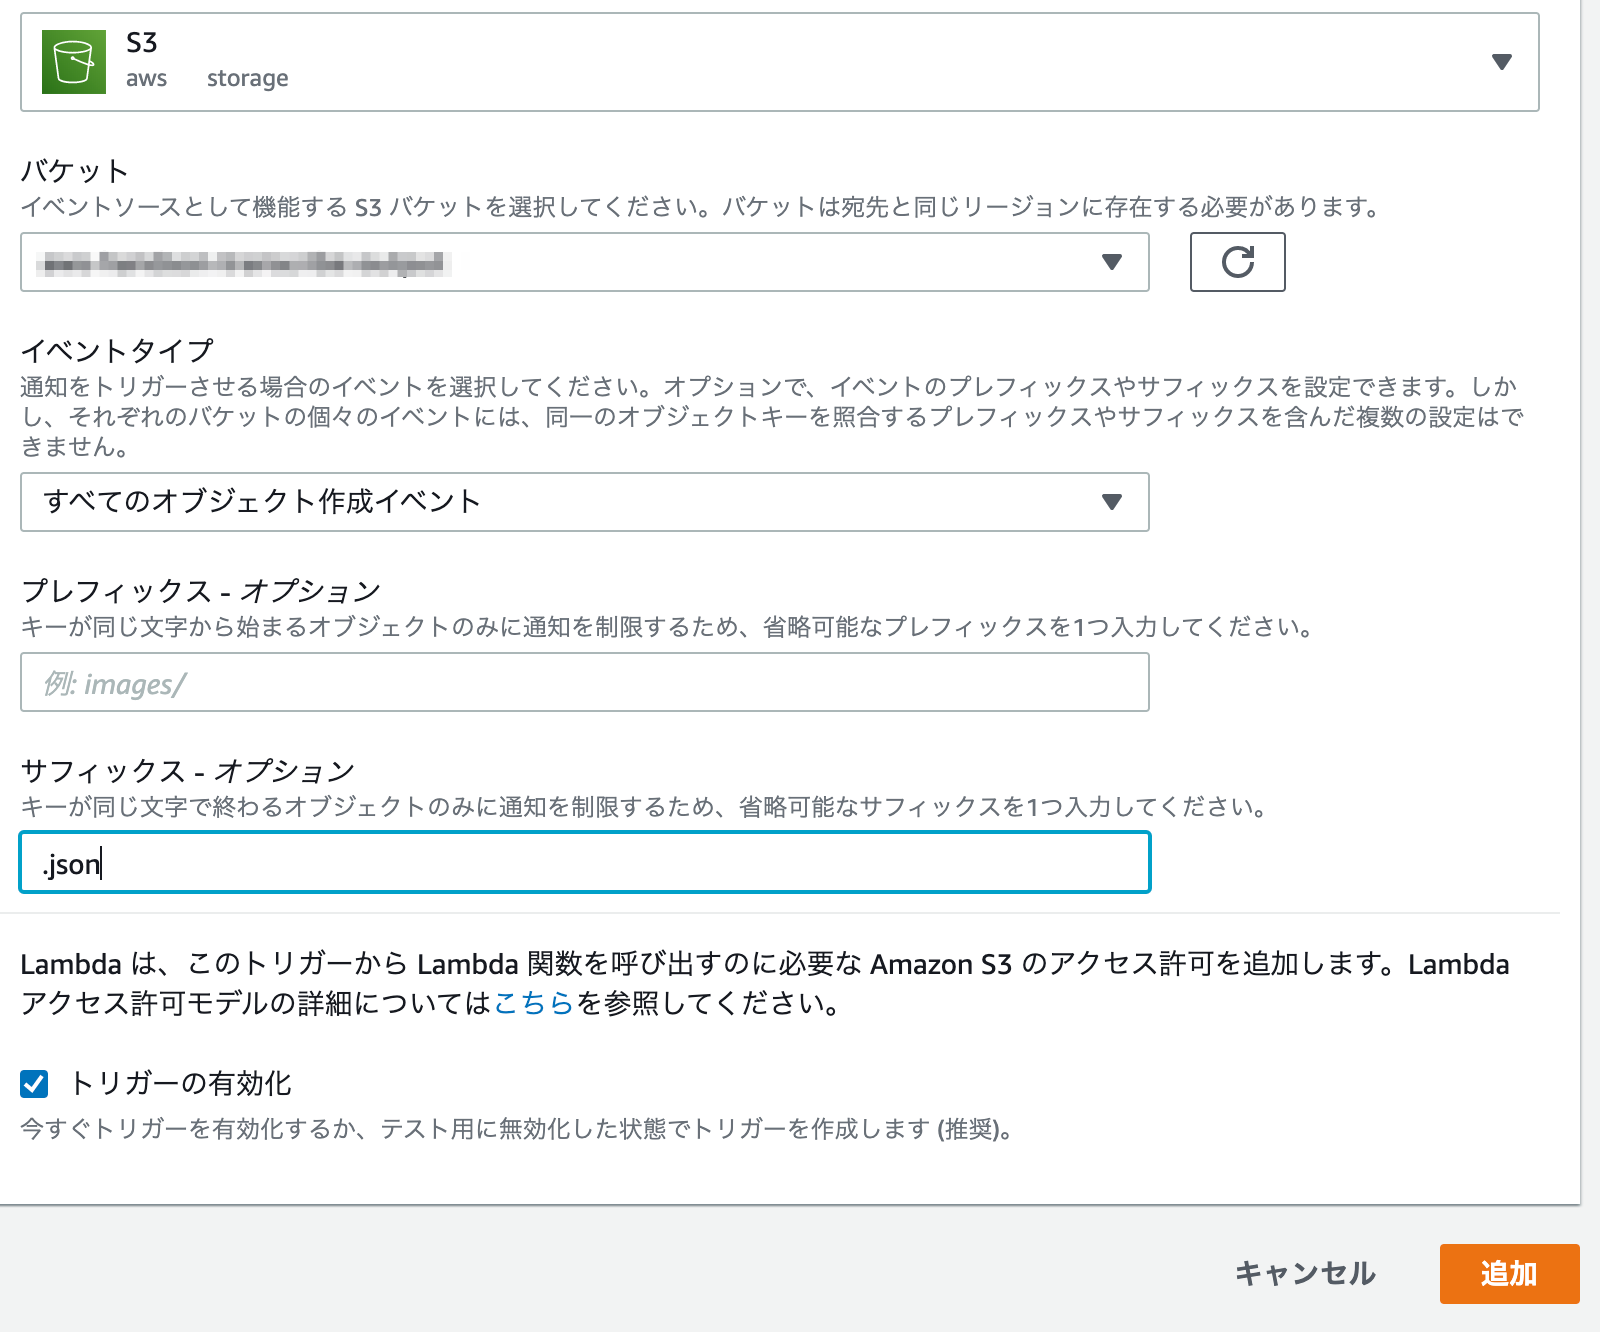 S3
aws storage
バケット
イベントソースとして機能する S3 バケットを選択してください。バケットは宛先と同じリージョンに存在する必要があります。
イベントタイプ
通知をトリガーさせる場合のイベントを選択してください。オプションで、イベントのプレフィックスやサフィックスを設定できます。しか
し、それぞれのバケットの個々のイベントには、同一のオブジェクトキーを照合するプレフィックスやサフィックスを含んだ複数の設定はで
きません。
すべてのオブジェクト作成イベント
プレフィックス - オプション
キーが同じ文字から始まるオブジェクトのみに通知を制限するため、省略可能なプレフィックスを1つ入力してください。
例: images/
サフィックス - オプション
キーが同じ文字で終わるオブジェクトのみに通知を制限するため、省略可能なサフィックスを1つ入力してください。
.json
Lambda は、このトリガーから Lambda 関数を呼び出すのに必要な Amazon S3 のアクセス許可を追加します。Lambda
アクセス許可モデルの詳細についてはこちらを参照してください。
トリガーの有効化
今すぐトリガーを有効化するか、テスト用に無効化した状態でトリガーを作成します (推奨)。
キャンセル 追加